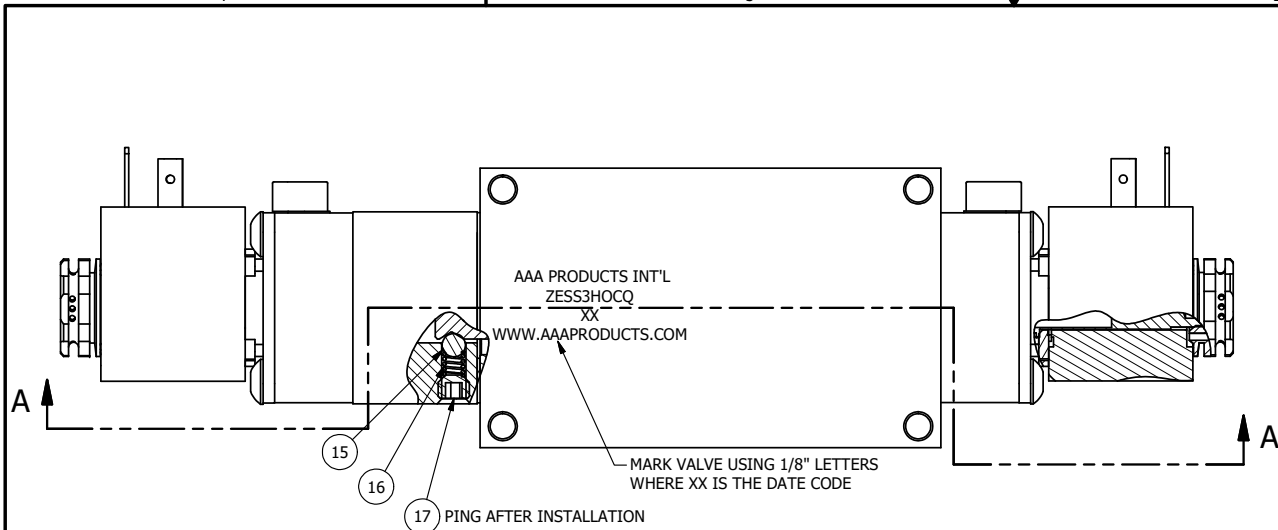 AAA PRODUCTS INT'L
ZESS3HOCQ
XX
WWW.AAAPRODUCTS.COM
A
A
15
16
17 PING AFTER INSTALLATION
MARK VALVE USING 1/8" LETTERS
WHERE XX IS THE DATE CODE